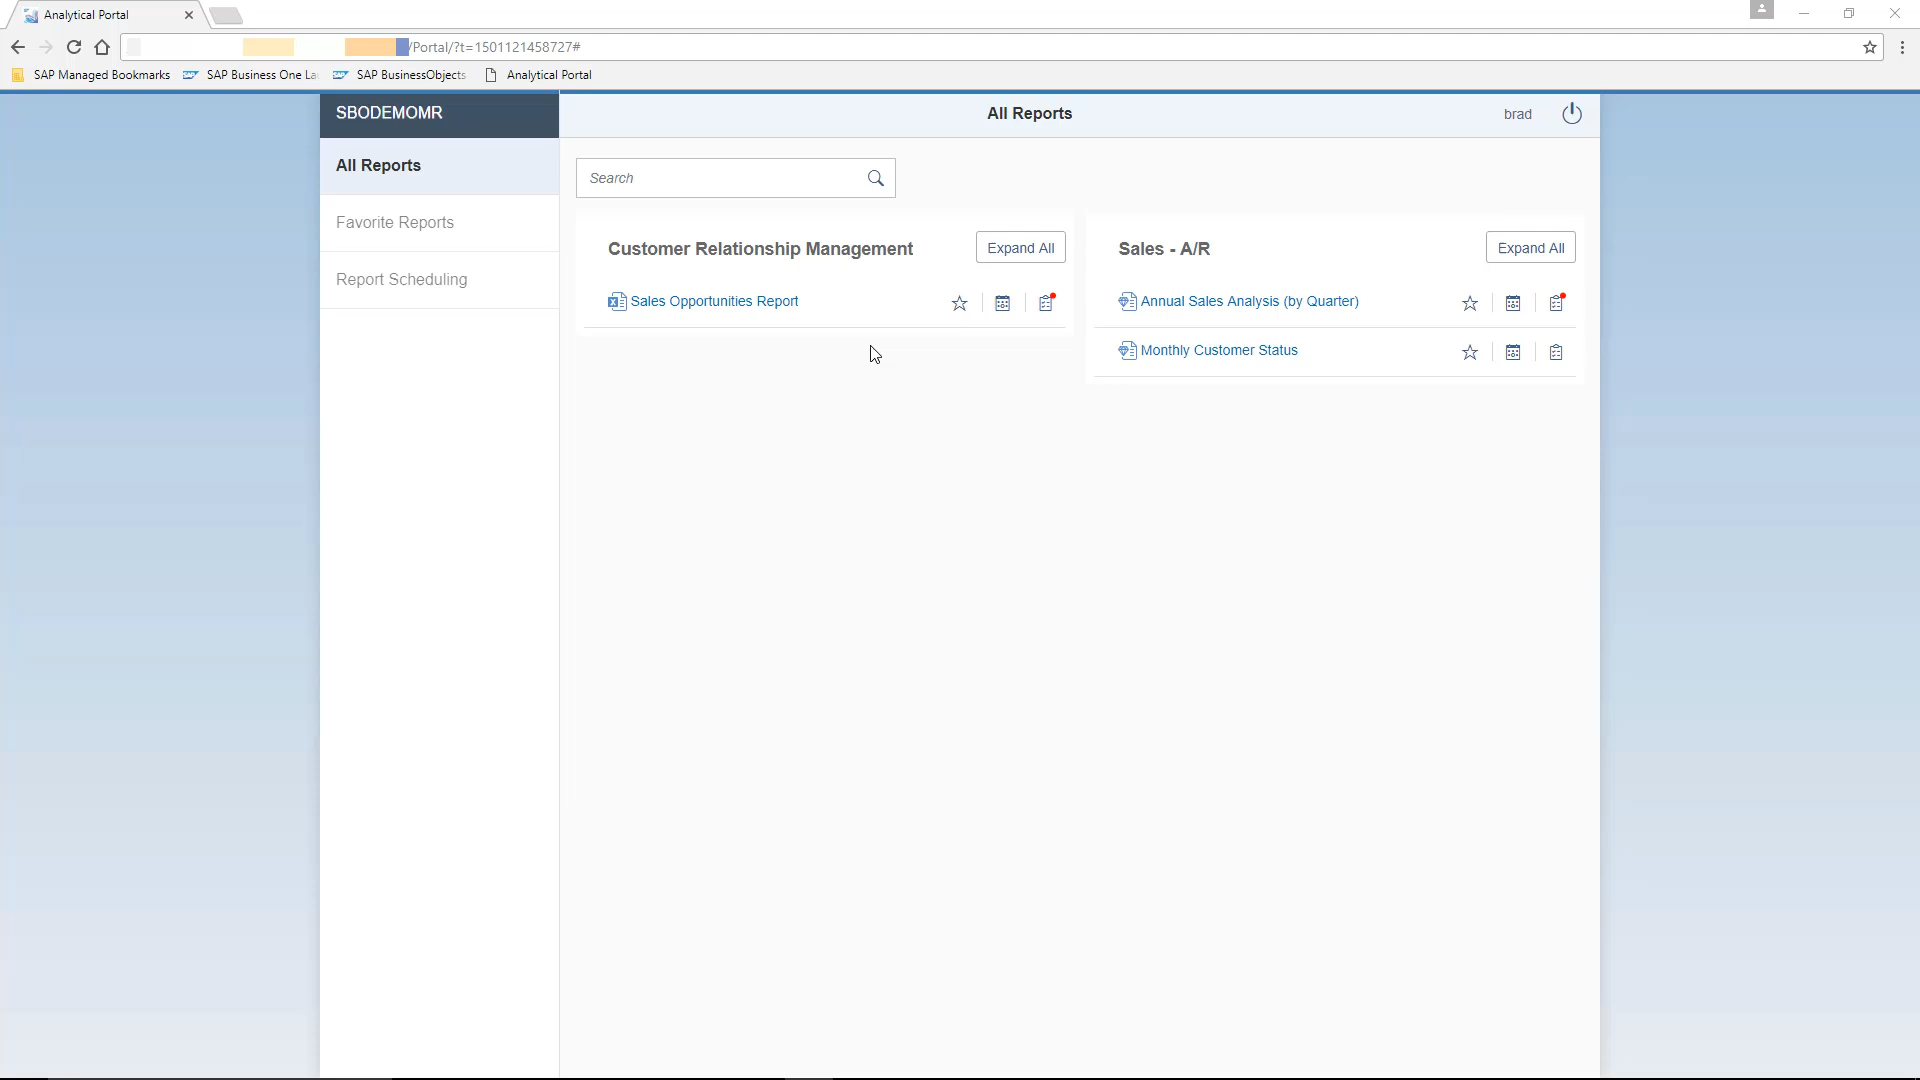 Analytical Portal
/Portal/?t=1501121458727#
SAP Managed Bookmarks SAP Business One La SAP BusinessObjects Analytical Portal
SBODEMOMR
All Reports
brad
All Reports
Favorite Reports
Report Scheduling
Search
Customer Relationship Management Expand All
Sales Opportunities Report
Sales - A/R Expand All
Annual Sales Analysis (by Quarter)
Monthly Customer Status